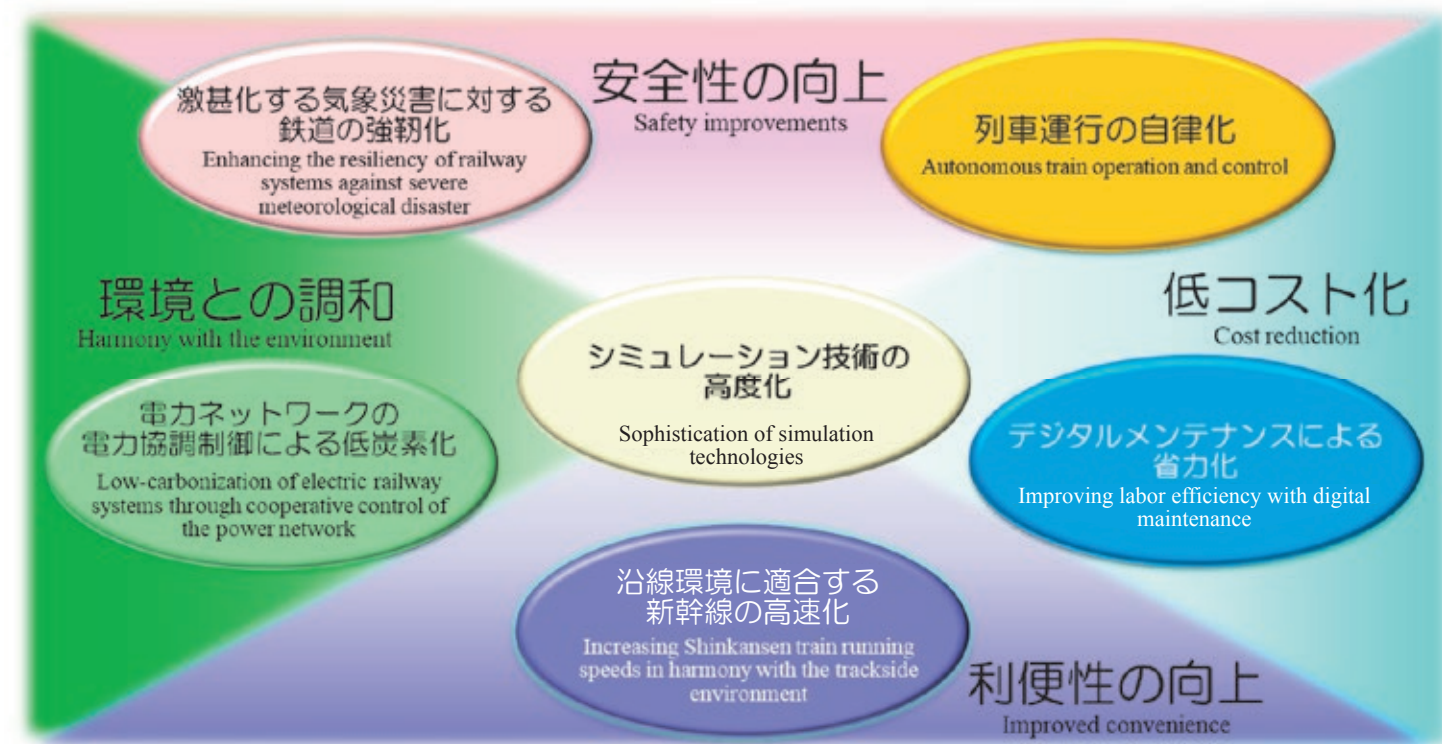 激甚化する気象災害に対する
鉄道の強靭化
Enhancing the resiliency of railway
systems against severe
meteorological disaster
安全性の向上
Safety improvements
列車運行の自律化
Autonomous train operation and control
環境との調和
Harmony with the environment
低コスト化
Cost reduction
シミュレーション技術の
高度化
Sophistication of simulation
technologies
電力ネットワークの
電力協調制御による低炭素化
Low-carbonization of electric railway
systems through cooperative control of
the power network
デジタルメンテナンスによる
省力化
Improving labor efficiency with digital
maintenance
沿線環境に適合する
新幹線の高速化
Increasing Shinkansen train running
speeds in harmony with the trackside
environment
利便性の向上
Improved convenience